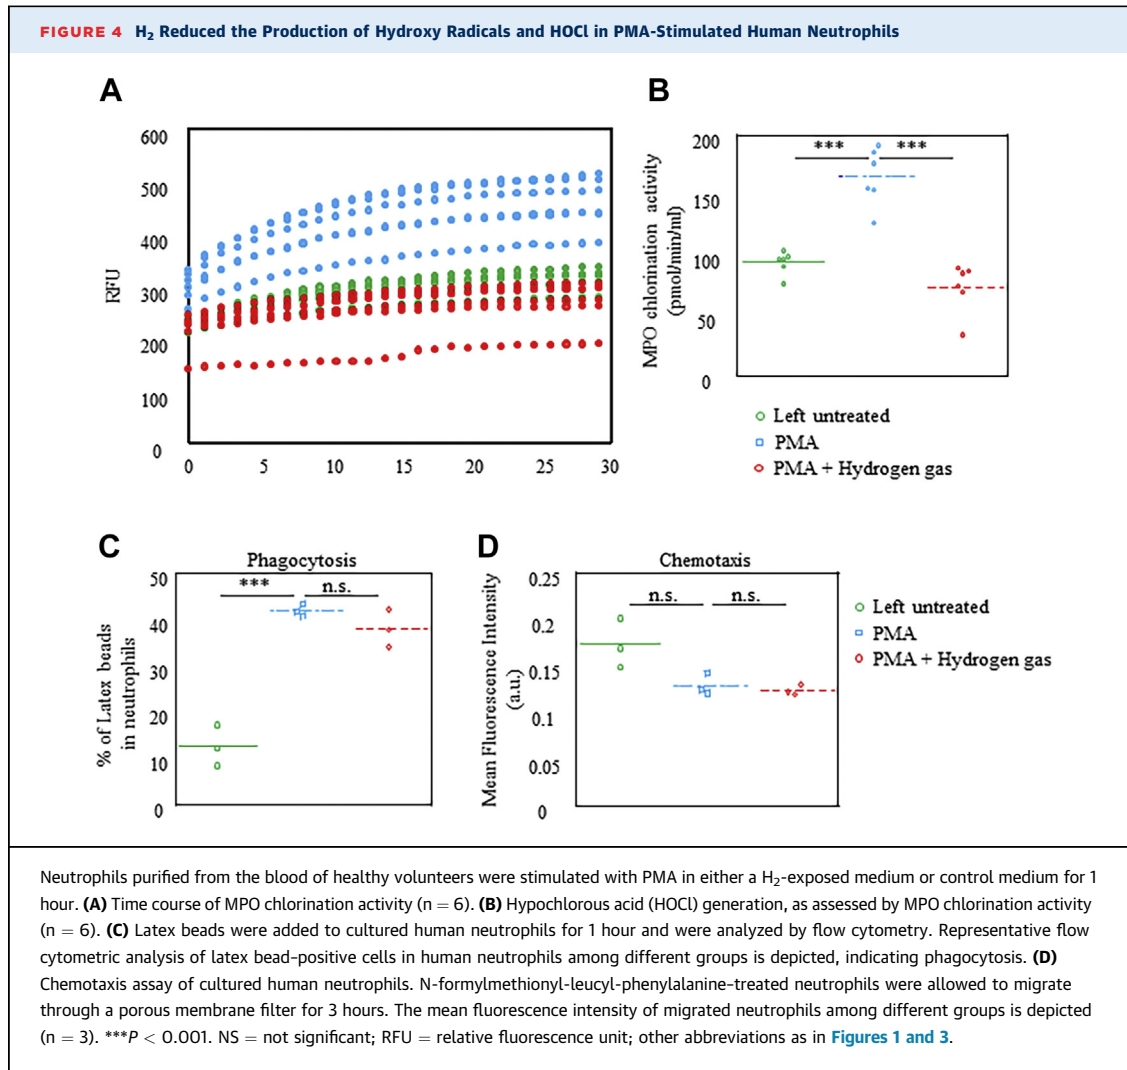 FIGURE 4 H₂ Reduced the Production of Hydroxy Radicals and HOCl in PMA-Stimulated Human Neutrophils
A
RFU
600
500
400
300
200
100
0
0 5 10 15 20 25 30
B
MPO chlorination activity
(pmol/min/ml)
200
150
100
50
0
*** ***
Left untreated
PMA
PMA + Hydrogen gas
C
Phagocytosis
% of Latex beads
in neutrophils
50
40
30
20
10
0
*** n.s.
D
Chemotaxis
Mean Fluorescence Intensity
(a.u.)
0.25
0.2
0.15
0.1
0.05
0
n.s. n.s.
Left untreated
PMA
PMA + Hydrogen gas
Neutrophils purified from the blood of healthy volunteers were stimulated with PMA in either a H₂-exposed medium or control medium for 1
hour. (A) Time course of MPO chlorination activity (n = 6). (B) Hypochlorous acid (HOCl) generation, as assessed by MPO chlorination activity
(n = 6). (C) Latex beads were added to cultured human neutrophils for 1 hour and were analyzed by flow cytometry. Representative flow
cytometric analysis of latex bead–positive cells in human neutrophils among different groups is depicted, indicating phagocytosis. (D)
Chemotaxis assay of cultured human neutrophils. N-formylmethionyl-leucyl-phenylalanine–treated neutrophils were allowed to migrate
through a porous membrane filter for 3 hours. The mean fluorescence intensity of migrated neutrophils among different groups is depicted
(n = 3). ***P < 0.001. NS = not significant; RFU = relative fluorescence unit; other abbreviations as in Figures 1 and 3.